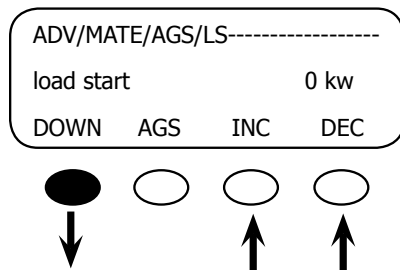 ADV/MATE/AGS/LS------------------
load start 0 kw
DOWN AGS INC DEC